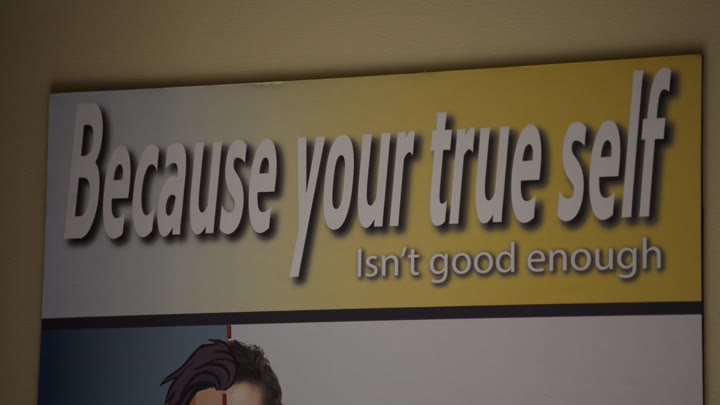 Because your true self
Isn't good enough